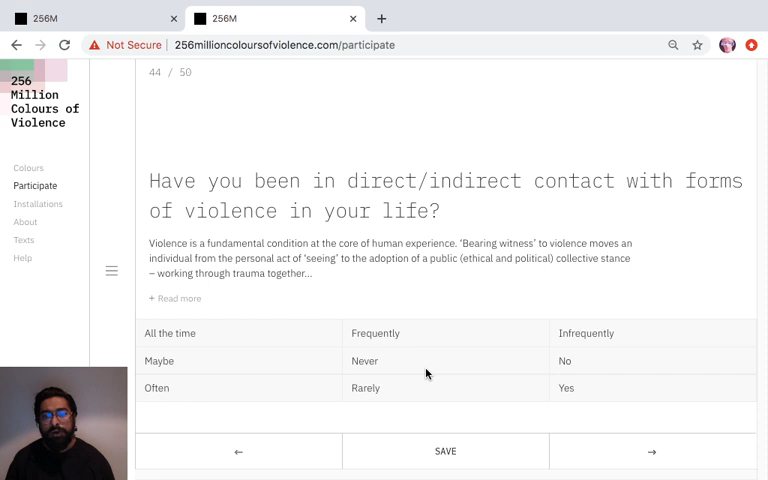 256M
256M
Not Secure | 256millioncoloursofviolence.com/participate
256
Million
Colours of
Violence
Colours
Participate
Installations
About
Texts
Help
44 / 50
Have you been in direct/indirect contact with forms
of violence in your life?
Violence is a fundamental condition at the core of human experience. ‘Bearing witness’ to violence moves an
individual from the personal act of ‘seeing’ to the adoption of a public (ethical and political) collective stance
– working through trauma together...
+ Read more
All the time Frequently Infrequently
Maybe Never No
Often Rarely Yes
← SAVE →